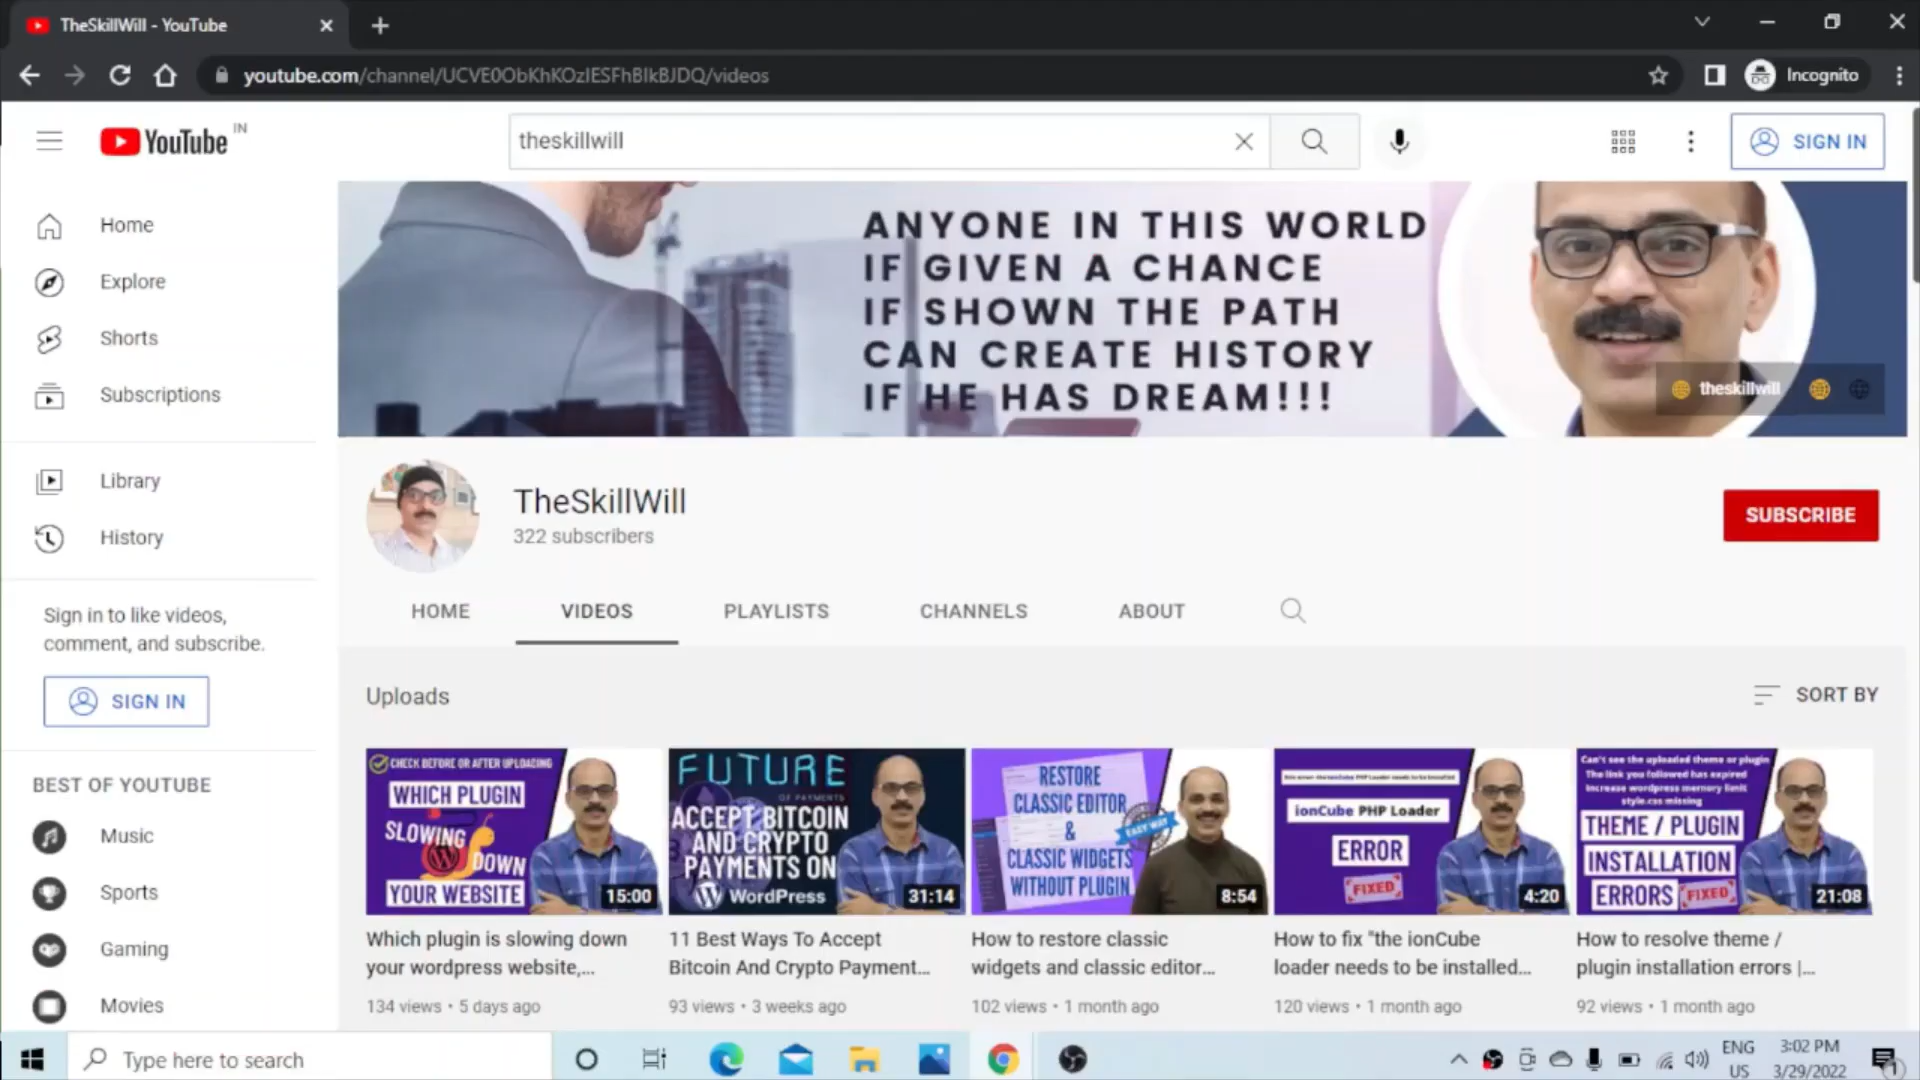 TheSkillWill - YouTube
youtube.com/channel/UCVE0ObKhKOzIESFhBIkBJDQ/videos
Incognito
YouTube IN
theskillwill
SIGN IN
Home
Explore
Shorts
Subscriptions
Library
History
Sign in to like videos,
comment, and subscribe.
SIGN IN
BEST OF YOUTUBE
Music
Sports
Gaming
Movies
ANYONE IN THIS WORLD
IF GIVEN A CHANCE
IF SHOWN THE PATH
CAN CREATE HISTORY
IF HE HAS DREAM!!!
theskillwill
TheSkillWill
322 subscribers
SUBSCRIBE
HOME
VIDEOS
PLAYLISTS
CHANNELS
ABOUT
Uploads
SORT BY
CHECK BEFORE OR AFTER UPLOADING
WHICH PLUGIN
SLOWING
DOWN
YOUR WEBSITE
15:00
Which plugin is slowing down
your wordpress website,...
134 views • 5 days ago
FUTURE
OF PAYMENTS
ACCEPT BITCOIN
AND CRYPTO
PAYMENTS ON
WordPress
31:14
11 Best Ways To Accept
Bitcoin And Crypto Payment...
93 views • 3 weeks ago
RESTORE
CLASSIC EDITOR
&
CLASSIC WIDGETS
WITHOUT PLUGIN
EASY WAY
8:54
How to restore classic
widgets and classic editor...
102 views • 1 month ago
ionCube PHP Loader
ERROR
FIXED
4:20
How to fix "the ionCube
loader needs to be installed...
120 views • 1 month ago
Can't see the uploaded theme or plugin
The link you followed has expired
Increase wordpress memory limit
style.css missing
THEME / PLUGIN
INSTALLATION
ERRORS FIXED
21:08
How to resolve theme /
plugin installation errors |...
92 views • 1 month ago
Type here to search
ENG
US
3:02 PM
3/29/2022
1